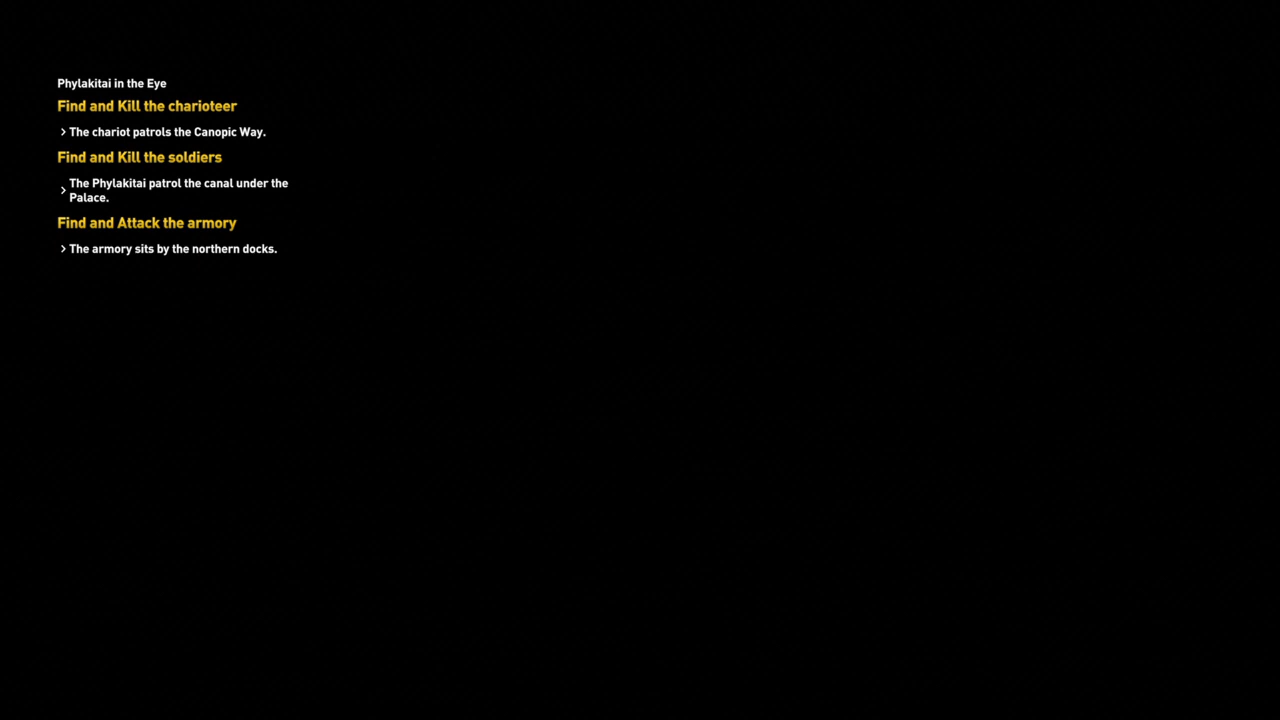 Phylakitai in the Eye
Find and Kill the charioteer
> The chariot patrols the Canopic Way.
Find and Kill the soldiers
> The Phylakitai patrol the canal under the
Palace.
Find and Attack the armory
> The armory sits by the northern docks.